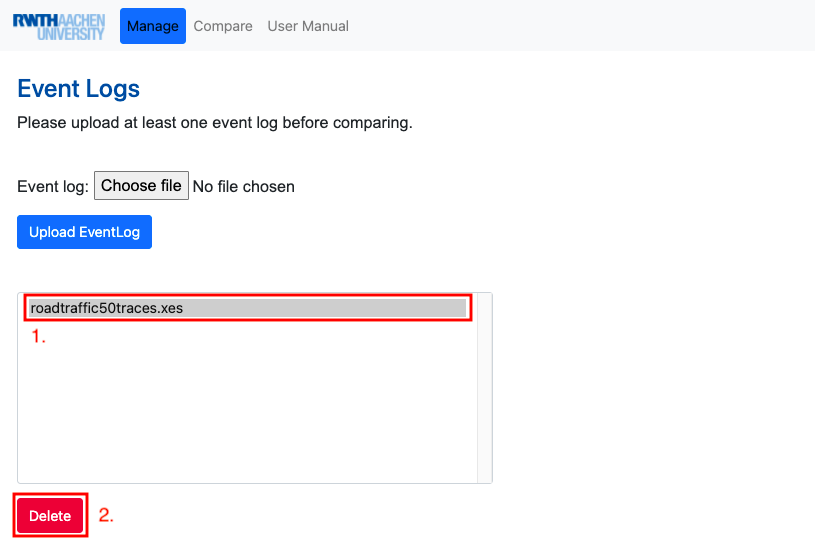 RWTHAACHEN
UNIVERSITY
Manage Compare User Manual
Event Logs
Please upload at least one event log before comparing.
Event log: Choose file No file chosen
Upload EventLog
roadtraffic50traces.xes
1.
Delete 2.